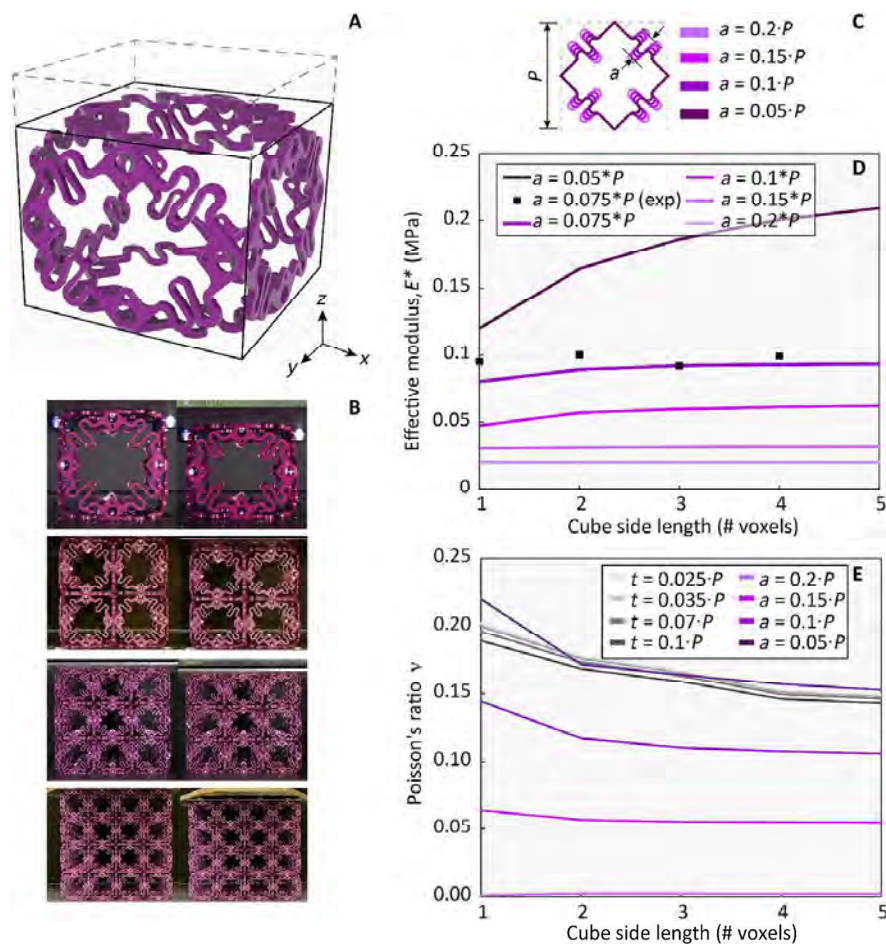 A
z
y
x
B
C
P
a
a = 0.2·P
a = 0.15·P
a = 0.1·P
a = 0.05·P
D
0.25
0.2
0.15
0.1
0.05
0
Effective modulus, E* (MPa)
a = 0.05*P
a = 0.075*P (exp)
a = 0.075*P
a = 0.1*P
a = 0.15*P
a = 0.2*P
1 2 3 4 5
Cube side length (# voxels)
E
0.25
0.20
0.15
0.10
0.05
0.00
Poisson's ratio ν
t = 0.025·P
t = 0.035·P
t = 0.07·P
t = 0.1·P
a = 0.2·P
a = 0.15·P
a = 0.1·P
a = 0.05·P
1 2 3 4 5
Cube side length (# voxels)